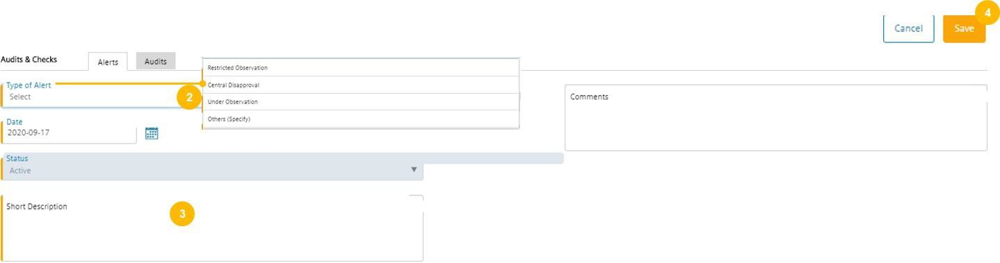 4
Cancel
Save
Audits & Checks
Alerts
Audits
Type of Alert
Select
2
Restricted Observation
Central Disapproval
Under Observation
Others (Specify)
Comments
Date
2020-09-17
Status
Active
Short Description
3